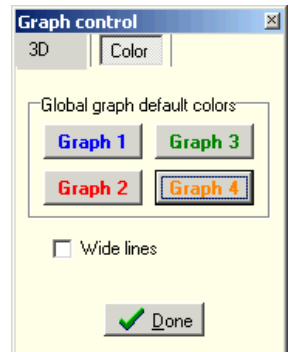 Graph control
3D Color
Global graph default colors
Graph 1 Graph 3
Graph 2 Graph 4
Wide lines
Done